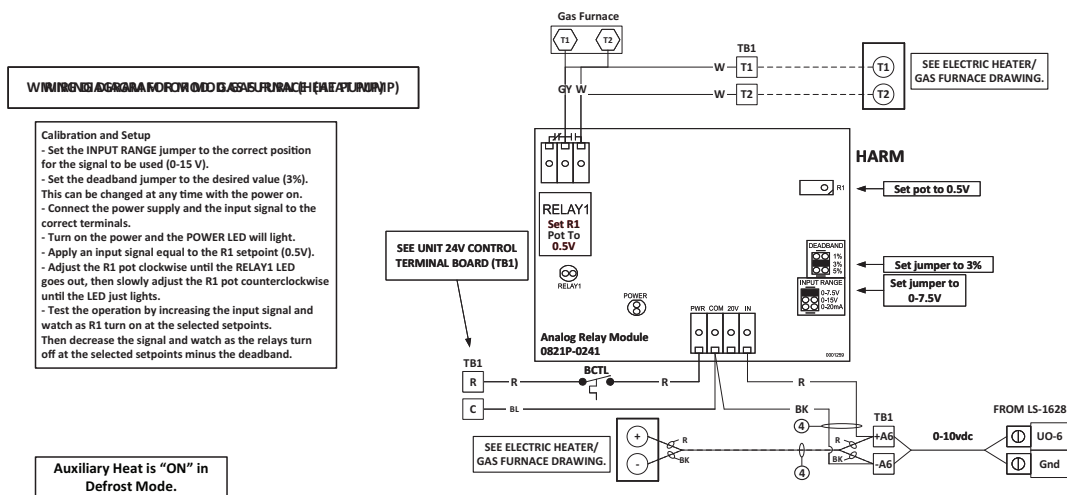 Gas Furnace
T1 T2
TB1
W T1 T1
W T2 T2
GY W
SEE ELECTRIC HEATER/
GAS FURNACE DRAWING.
Calibration and Setup
- Set the INPUT RANGE jumper to the correct position
for the signal to be used (0-15 V).
- Set the deadband jumper to the desired value (3%).
This can be changed at any time with the power on.
- Connect the power supply and the input signal to the
correct terminals.
- Turn on the power and the POWER LED will light.
- Apply an input signal equal to the R1 setpoint (0.5V).
- Adjust the R1 pot clockwise until the RELAY1 LED
goes out, then slowly adjust the R1 pot counterclockwise
until the LED just lights.
- Test the operation by increasing the input signal and
watch as R1 turn on at the selected setpoints.
Then decrease the signal and watch as the relays turn
off at the selected setpoints minus the deadband.
HARM
R1
Set pot to 0.5V
RELAY1
Set R1
Pot To
0.5V
RELAY1
POWER
DEADBAND
1%
3%
5%
Set jumper to 3%
INPUT RANGE
0-7.5V
0-15V
0-20mA
Set jumper to
0-7.5V
SEE UNIT 24V CONTROL
TERMINAL BOARD (TB1)
PWR COM 20V IN
Analog Relay Module
0821P-0241
0001289
TB1
R R BCTL R R
C BL BK
4
TB1
FROM LS-1628
SEE ELECTRIC HEATER/
GAS FURNACE DRAWING.
+ R R +A6 0-10vdc UO-6
- BK BK -A6 Gnd
4
Auxiliary Heat is “ON” in
Defrost Mode.